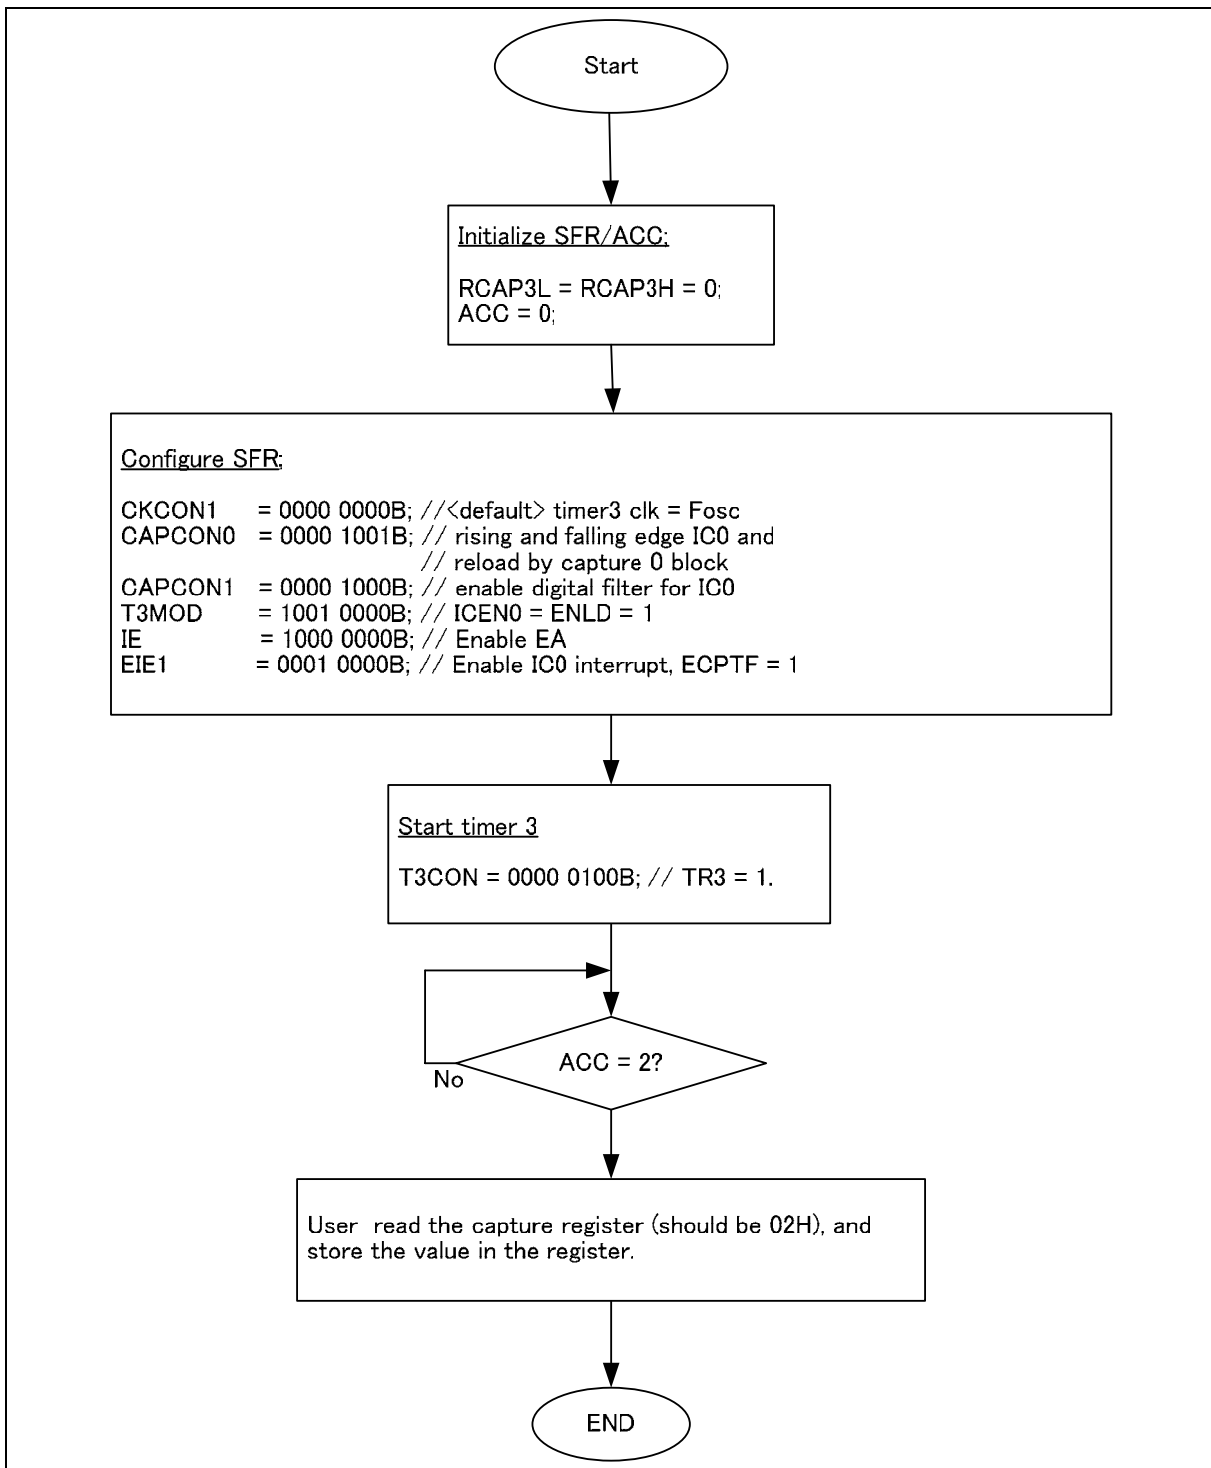 Start
Initialize SFR/ACC;
RCAP3L = RCAP3H = 0;
ACC = 0;
Configure SFR;
CKCON1 = 0000 0000B; //<default> timer3 clk = Fosc
CAPCON0 = 0000 1001B; // rising and falling edge IC0 and
// reload by capture 0 block
CAPCON1 = 0000 1000B; // enable digital filter for IC0
T3MOD = 1001 0000B; // ICEN0 = ENLD = 1
IE = 1000 0000B; // Enable EA
EIE1 = 0001 0000B; // Enable IC0 interrupt, ECPTF = 1
Start timer 3
T3CON = 0000 0100B; // TR3 = 1.
ACC = 2?
No
User read the capture register (should be 02H), and
store the value in the register.
END